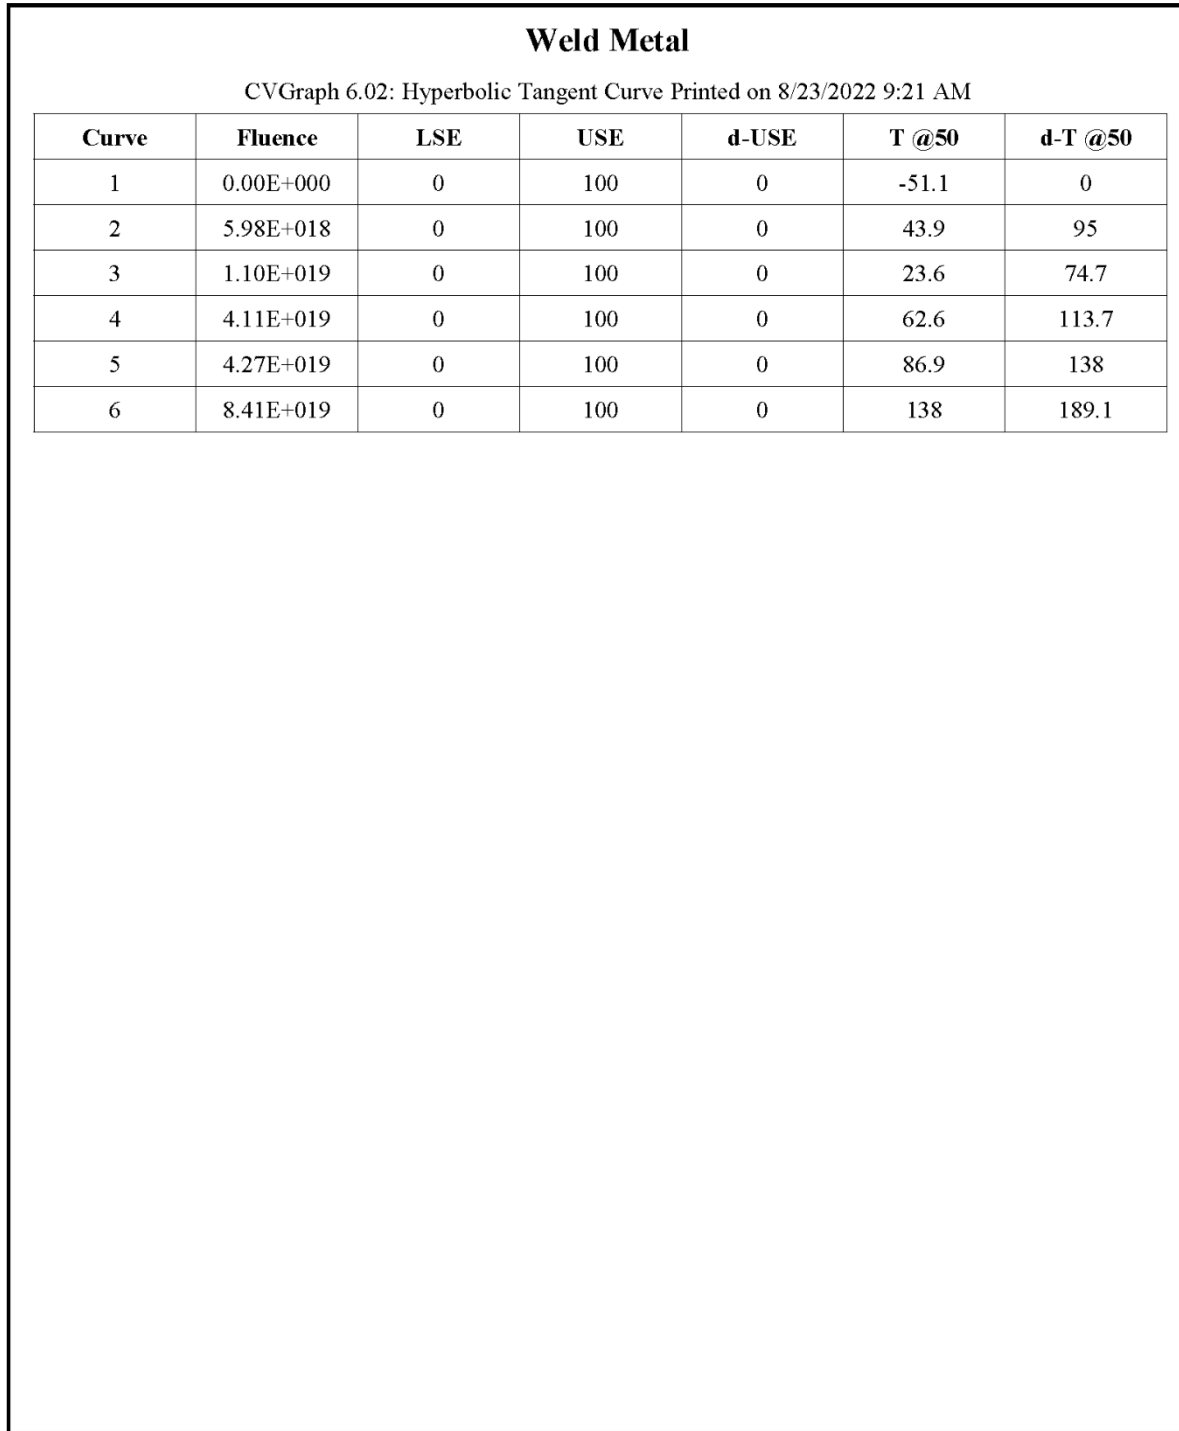 Weld Metal
CVGraph 6.02: Hyperbolic Tangent Curve Printed on 8/23/2022 9:21 AM
Curve Fluence LSE USE d-USE T @50 d-T @50
1 0.00E+000 0 100 0 -51.1 0
2 5.98E+018 0 100 0 43.9 95
3 1.10E+019 0 100 0 23.6 74.7
4 4.11E+019 0 100 0 62.6 113.7
5 4.27E+019 0 100 0 86.9 138
6 8.41E+019 0 100 0 138 189.1